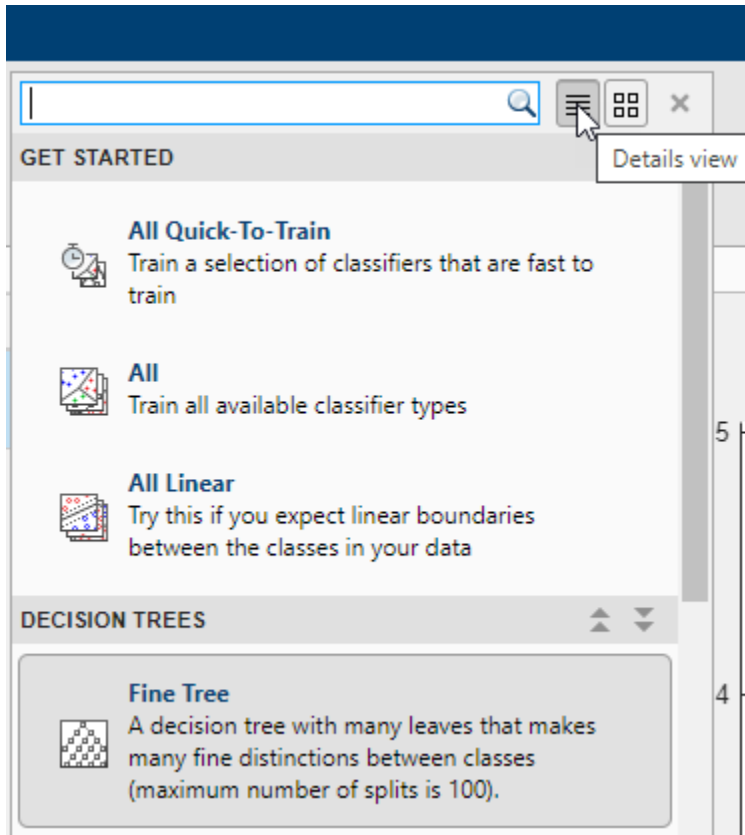 GET STARTED
Details view
All Quick-To-Train
Train a selection of classifiers that are fast to
train
All
Train all available classifier types
5
All Linear
Try this if you expect linear boundaries
between the classes in your data
DECISION TREES
Fine Tree
4
A decision tree with many leaves that makes
many fine distinctions between classes
(maximum number of splits is 100).